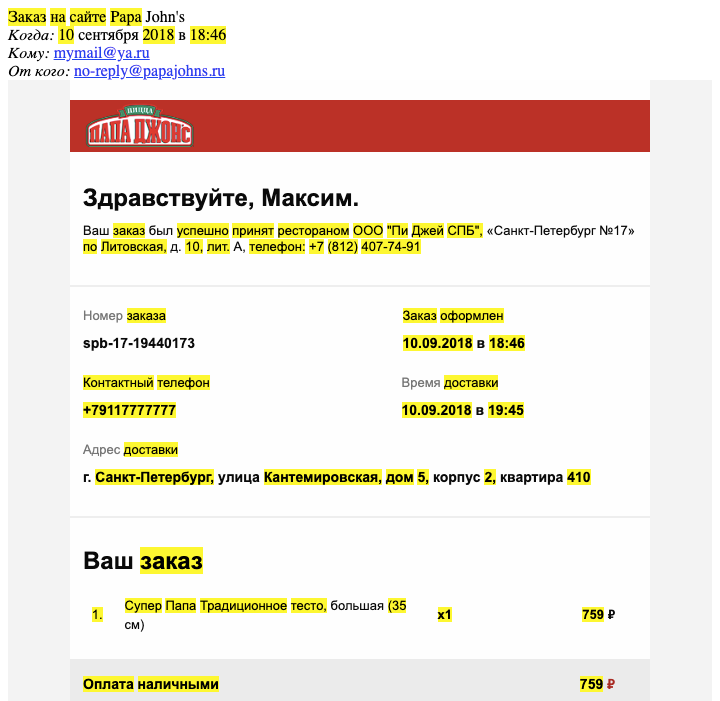 Заказ на сайте Papa John's
Когда: 10 сентября 2018 в 18:46
Кому: mymail@ya.ru
От кого: no-reply@papajohns.ru
ПИЦЦА
ПАПА ДЖОНС
Здравствуйте, Максим.
Ваш заказ был успешно принят рестораном ООО "Пи Джей СПБ", «Санкт-Петербург №17»
по Литовская, д. 10, лит. А, телефон: +7 (812) 407-74-91
Номер заказа
Заказ оформлен
spb-17-19440173
10.09.2018 в 18:46
Контактный телефон
Время доставки
+79117777777
10.09.2018 в 19:45
Адрес доставки
г. Санкт-Петербург, улица Кантемировская, дом 5, корпус 2, квартира 410
Ваш заказ
1. Супер Папа Традиционное тесто, большая (35 x1 759 ₽
см)
Оплата наличными 759 ₽